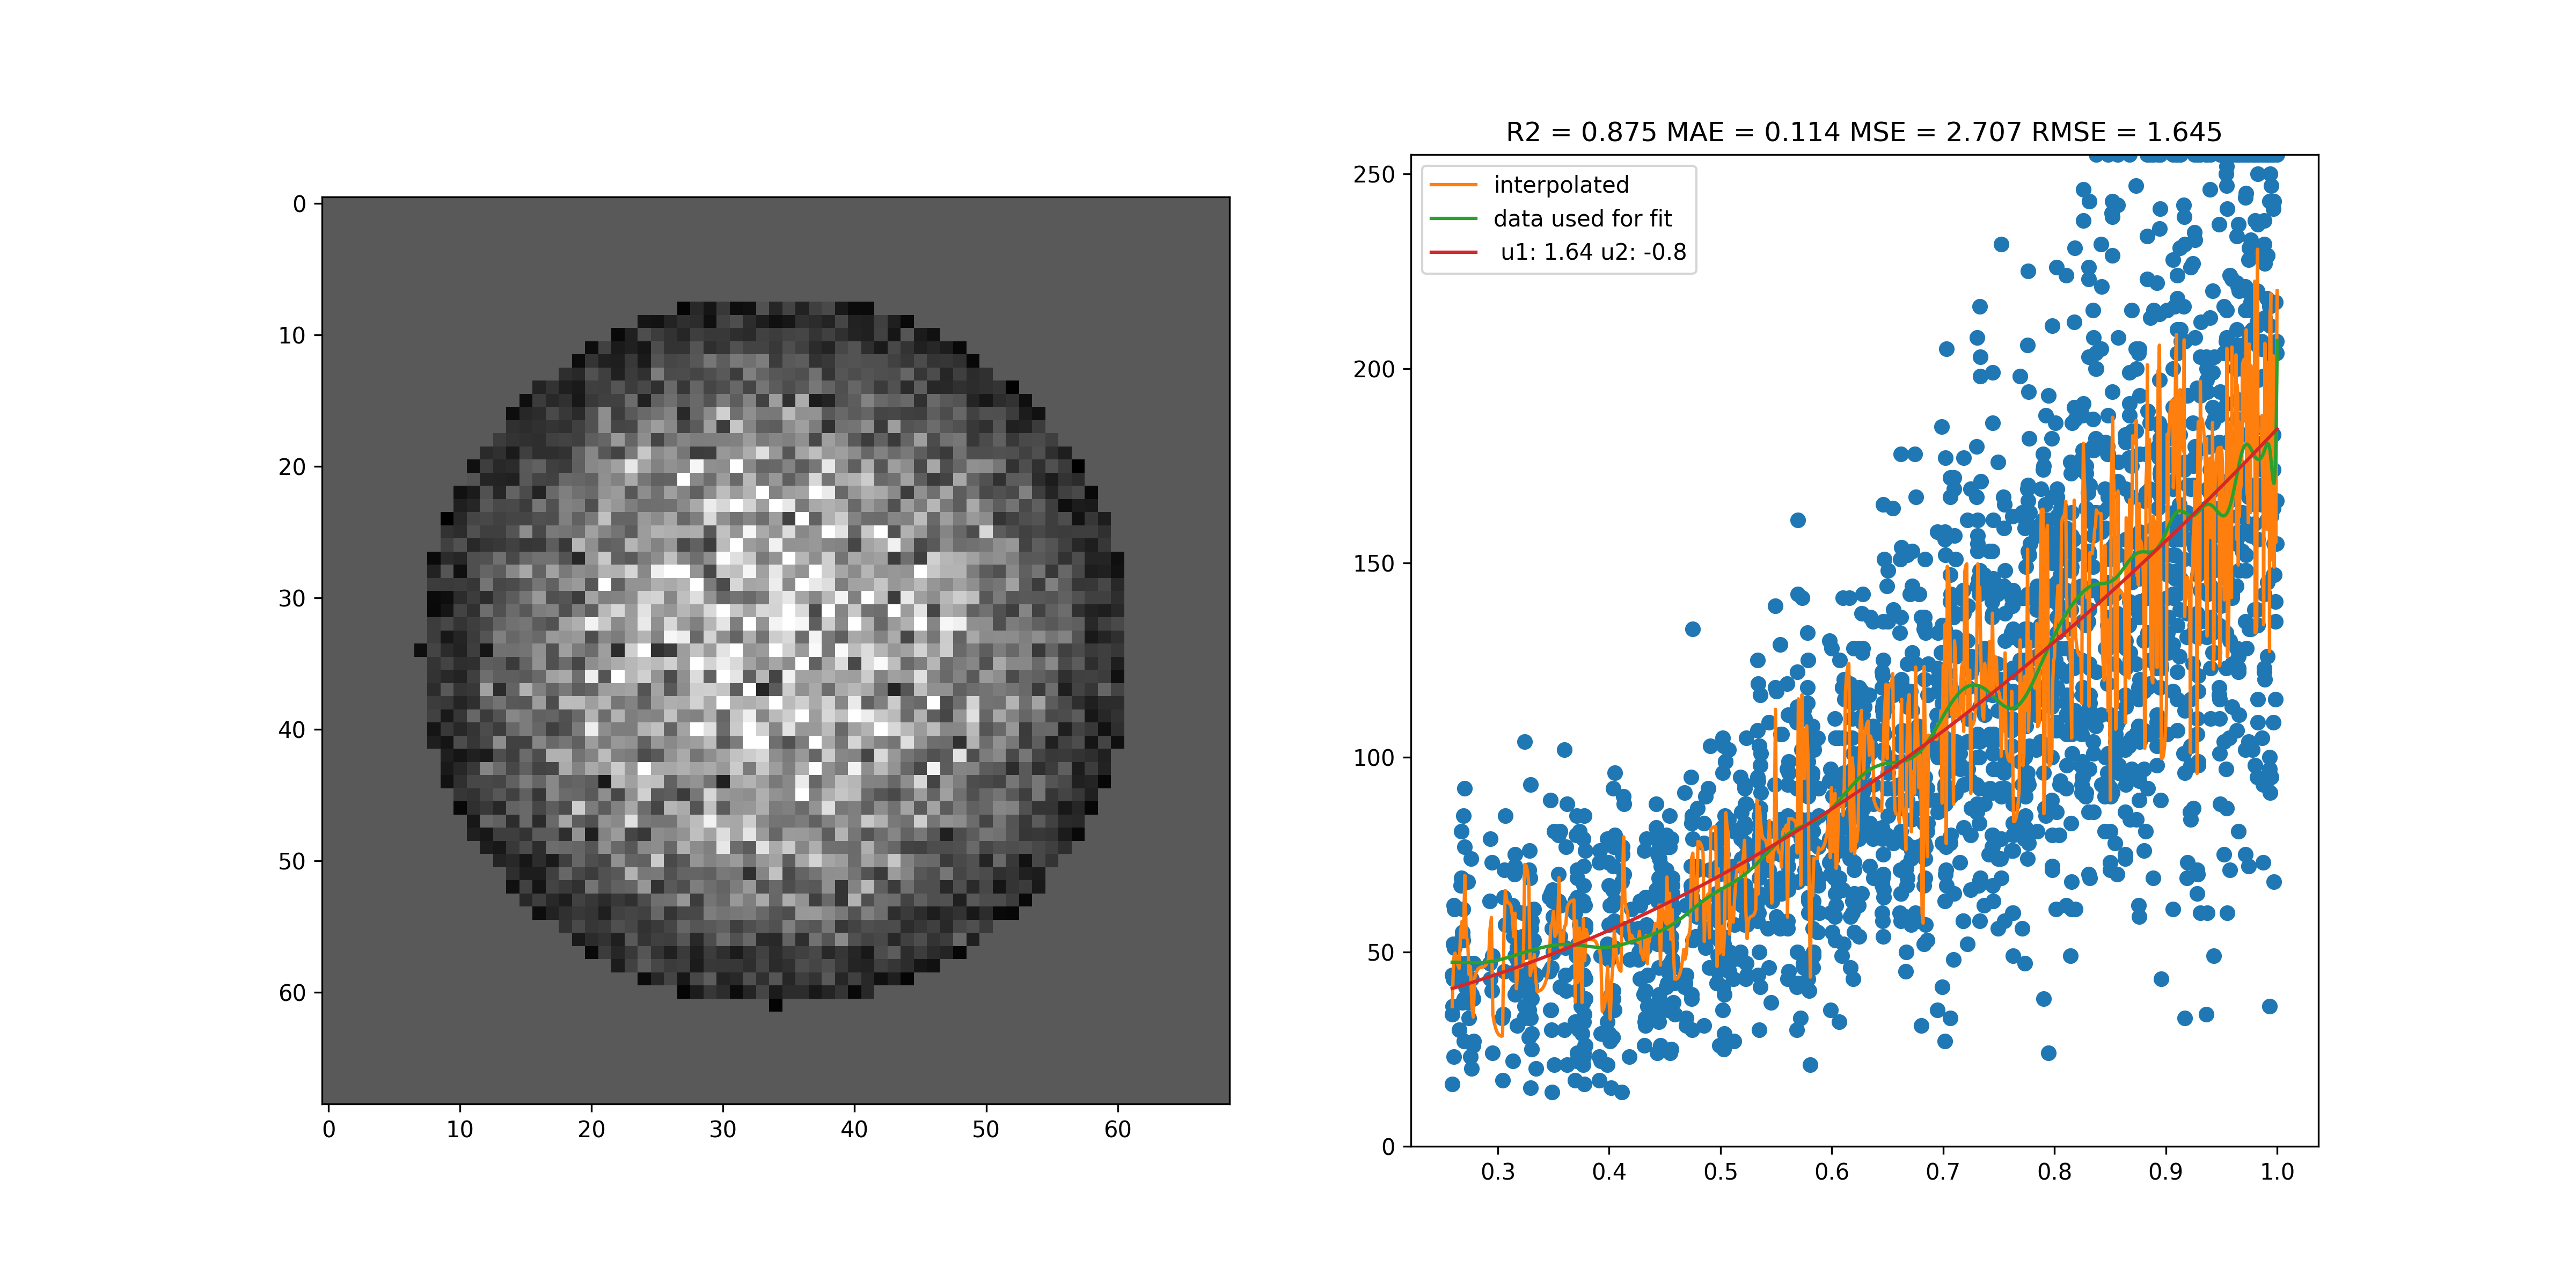 0
10
20
30
40
50
60
0 10 20 30 40 50 60
R2 = 0.875 MAE = 0.114 MSE = 2.707 RMSE = 1.645
250
200
150
100
50
0
interpolated
data used for fit
u1: 1.64 u2: -0.8
0.3 0.4 0.5 0.6 0.7 0.8 0.9 1.0